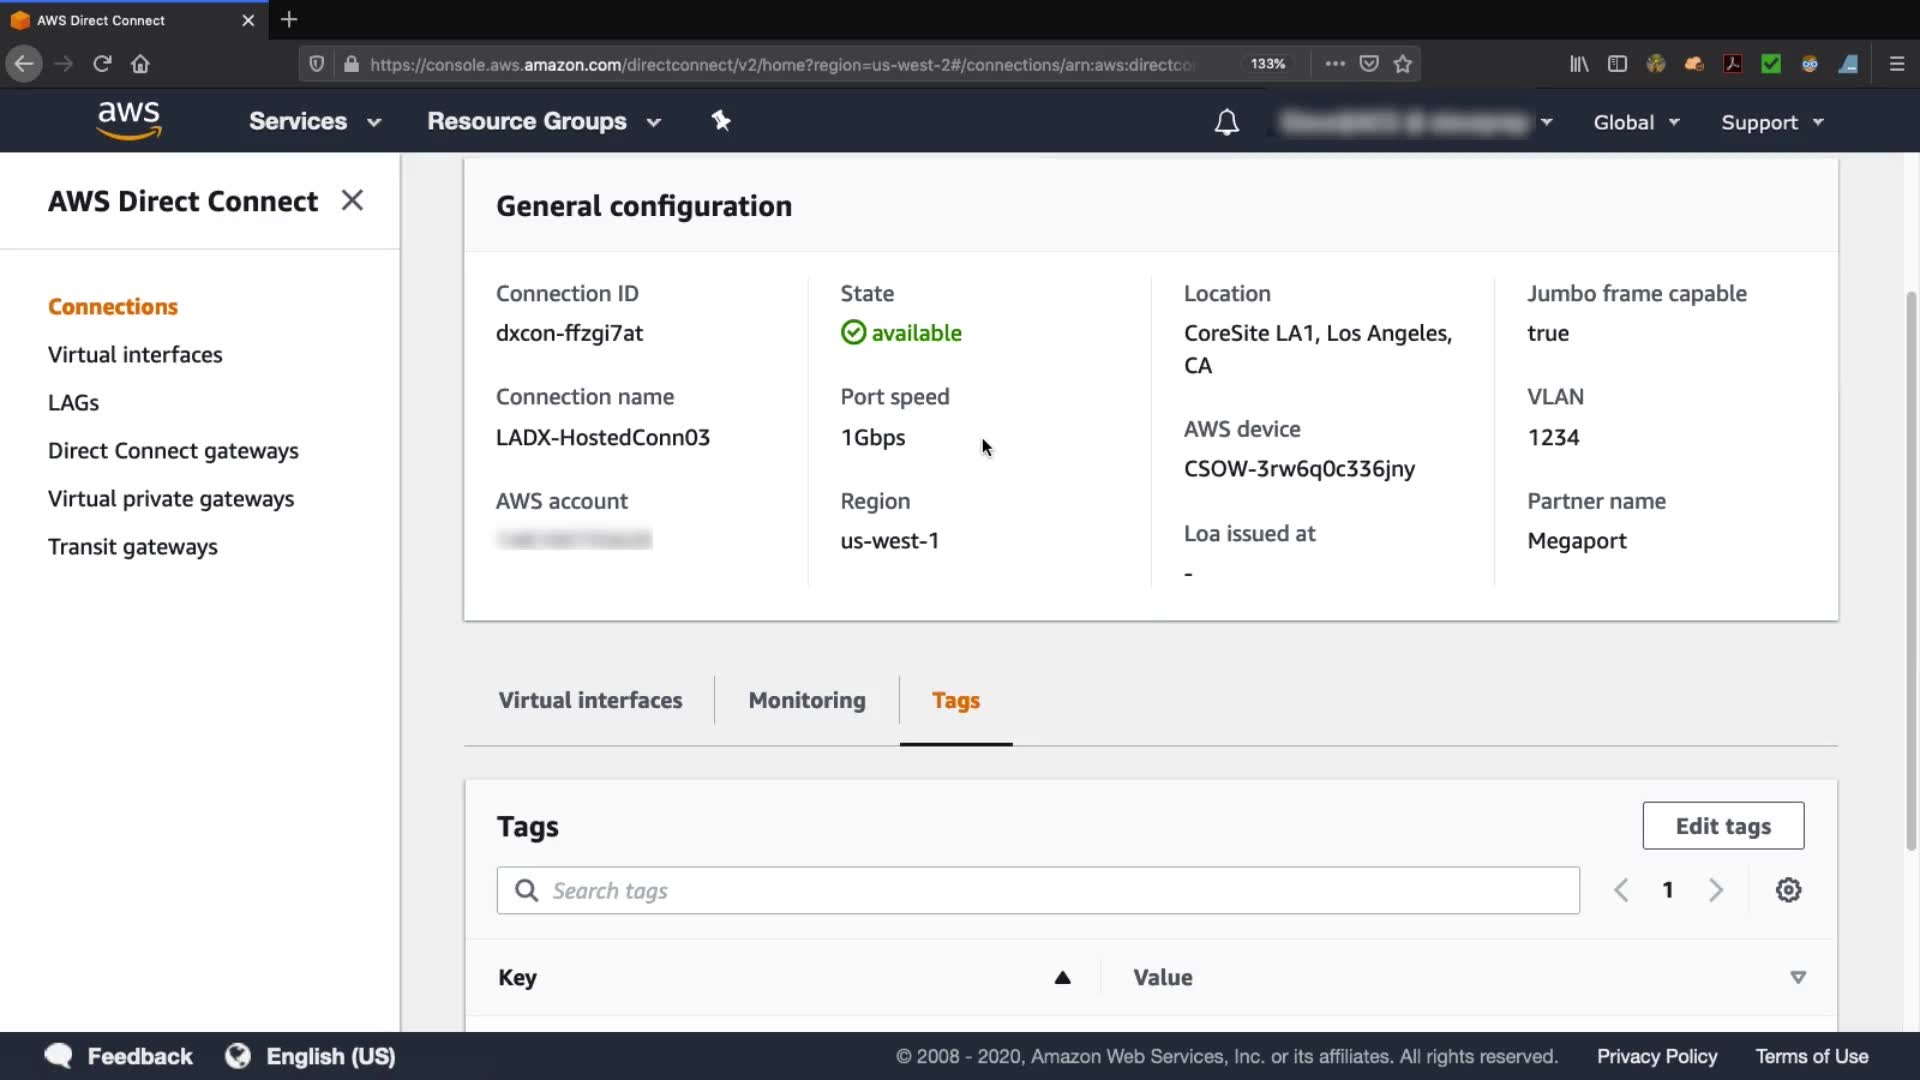 AWS Direct Connect
https://console.aws.amazon.com/directconnect/v2/home?region=us-west-2#/connections/arn:aws:directco
133%
aws
Services
Resource Groups
Global
Support
AWS Direct Connect
Connections
Virtual interfaces
LAGs
Direct Connect gateways
Virtual private gateways
Transit gateways
General configuration
Connection ID
dxcon-ffzgi7at
Connection name
LADX-HostedConn03
AWS account
State
available
Port speed
1Gbps
Region
us-west-1
Location
CoreSite LA1, Los Angeles,
CA
AWS device
CSOW-3rw6q0c336jny
Loa issued at
-
Jumbo frame capable
true
VLAN
1234
Partner name
Megaport
Virtual interfaces
Monitoring
Tags
Tags
Edit tags
Search tags
1
Key
Value
Feedback
English (US)
© 2008 - 2020, Amazon Web Services, Inc. or its affiliates. All rights reserved.
Privacy Policy
Terms of Use